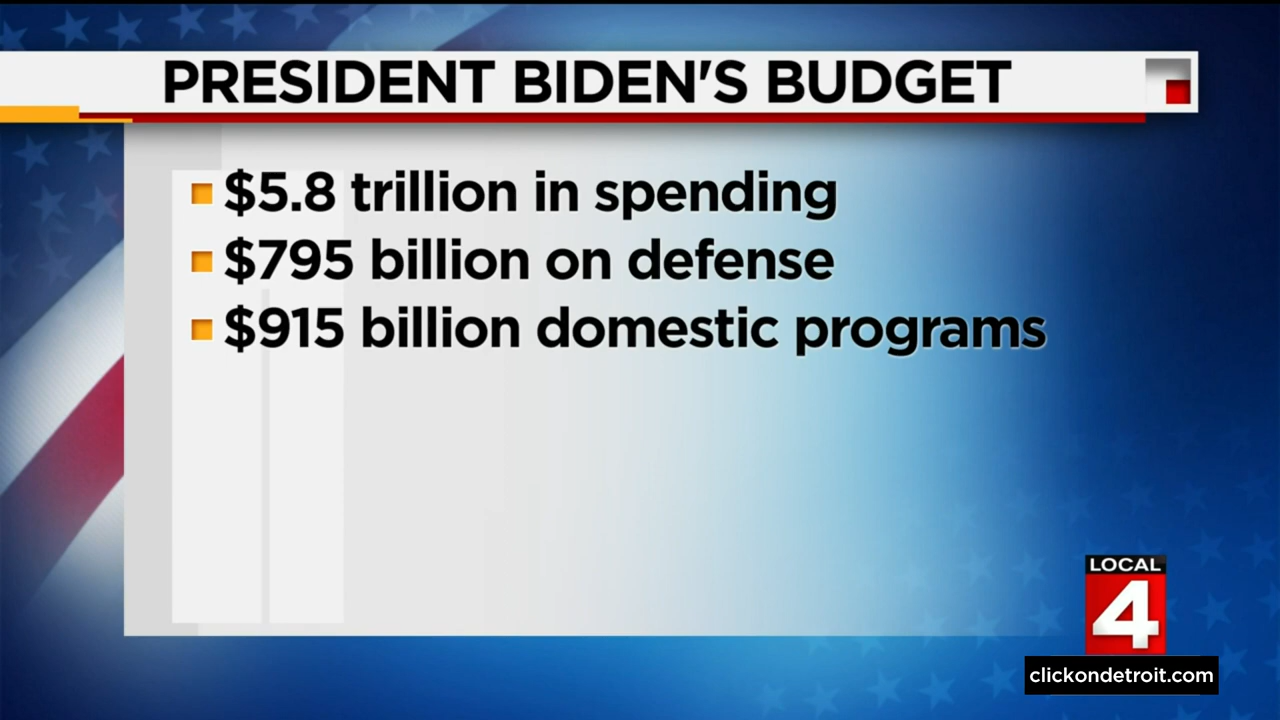 PRESIDENT BIDEN'S BUDGET
$5.8 trillion in spending
$795 billion on defense
$915 billion domestic programs
LOCAL
4
clickondetroit.com